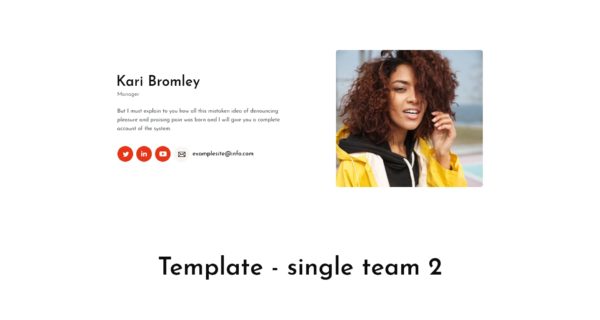 Kari Bromley
Manager
But I must explain to you how all this mistaken idea of denouncing
pleasure and praising pain was born and I will give you a complete
account of the system
examplesite@info.com
Template - single team 2